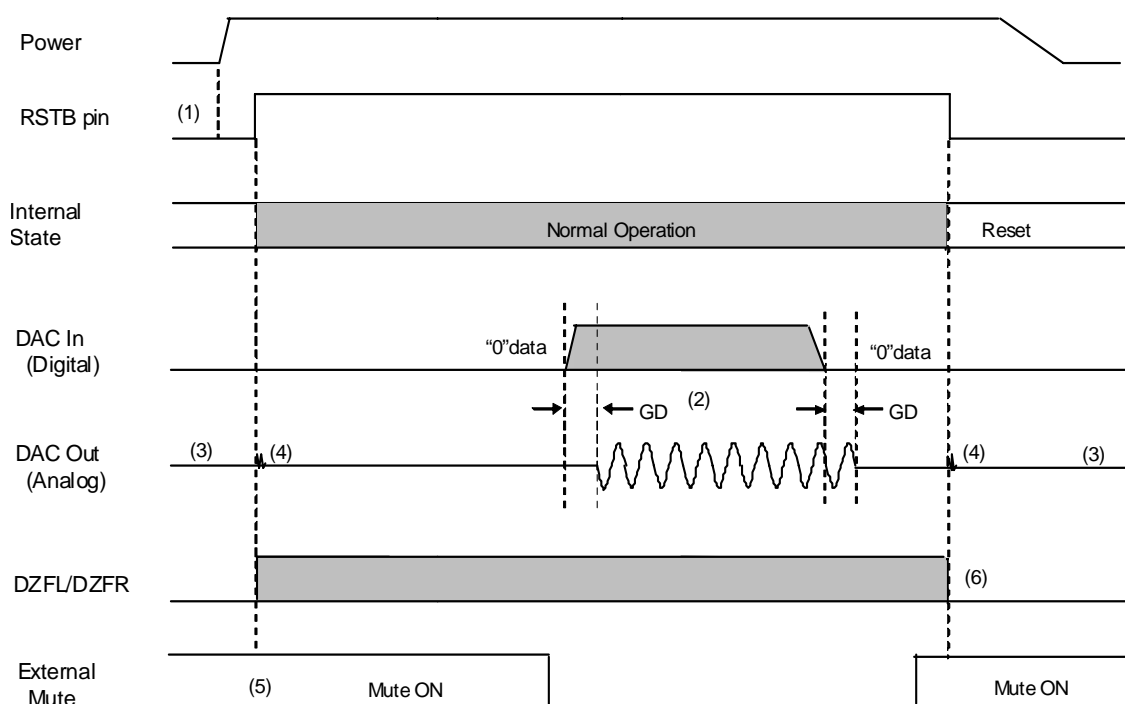 Power
RSTB pin
(1)
Internal
State
Normal Operation
Reset
DAC In
(Digital)
“0”data
“0”data
GD
(2)
GD
DAC Out
(Analog)
(3)
(4)
(4)
(3)
DZFL/DZFR
(6)
External
Mute
(5)
Mute ON
Mute ON